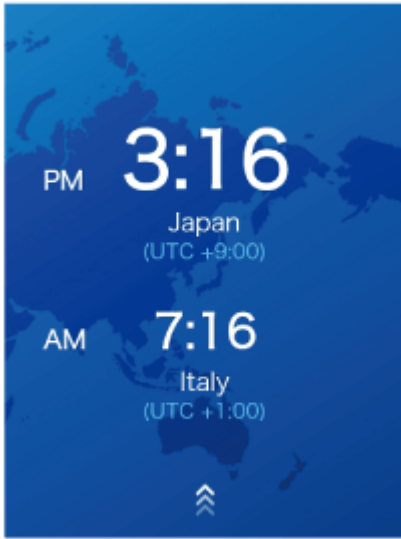 PM 3:16
Japan
(UTC +9:00)
AM 7:16
Italy
(UTC +1:00)